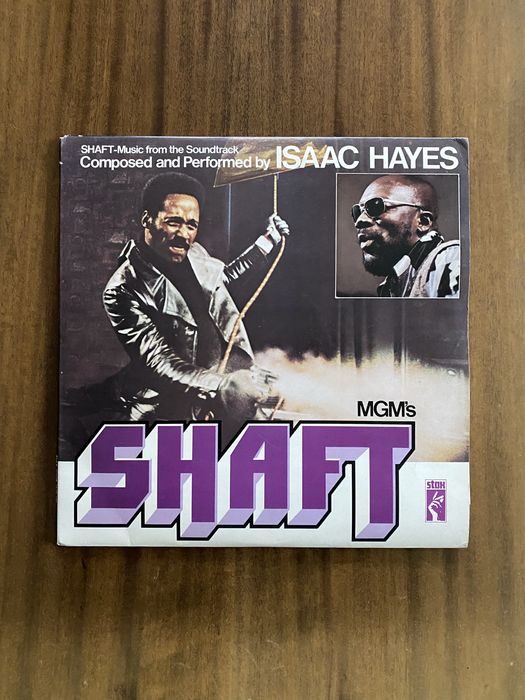 SHAFT-Music from the Soundtrack
Composed and Performed by ISAAC HAYES
MGM's
SHAFT
stax